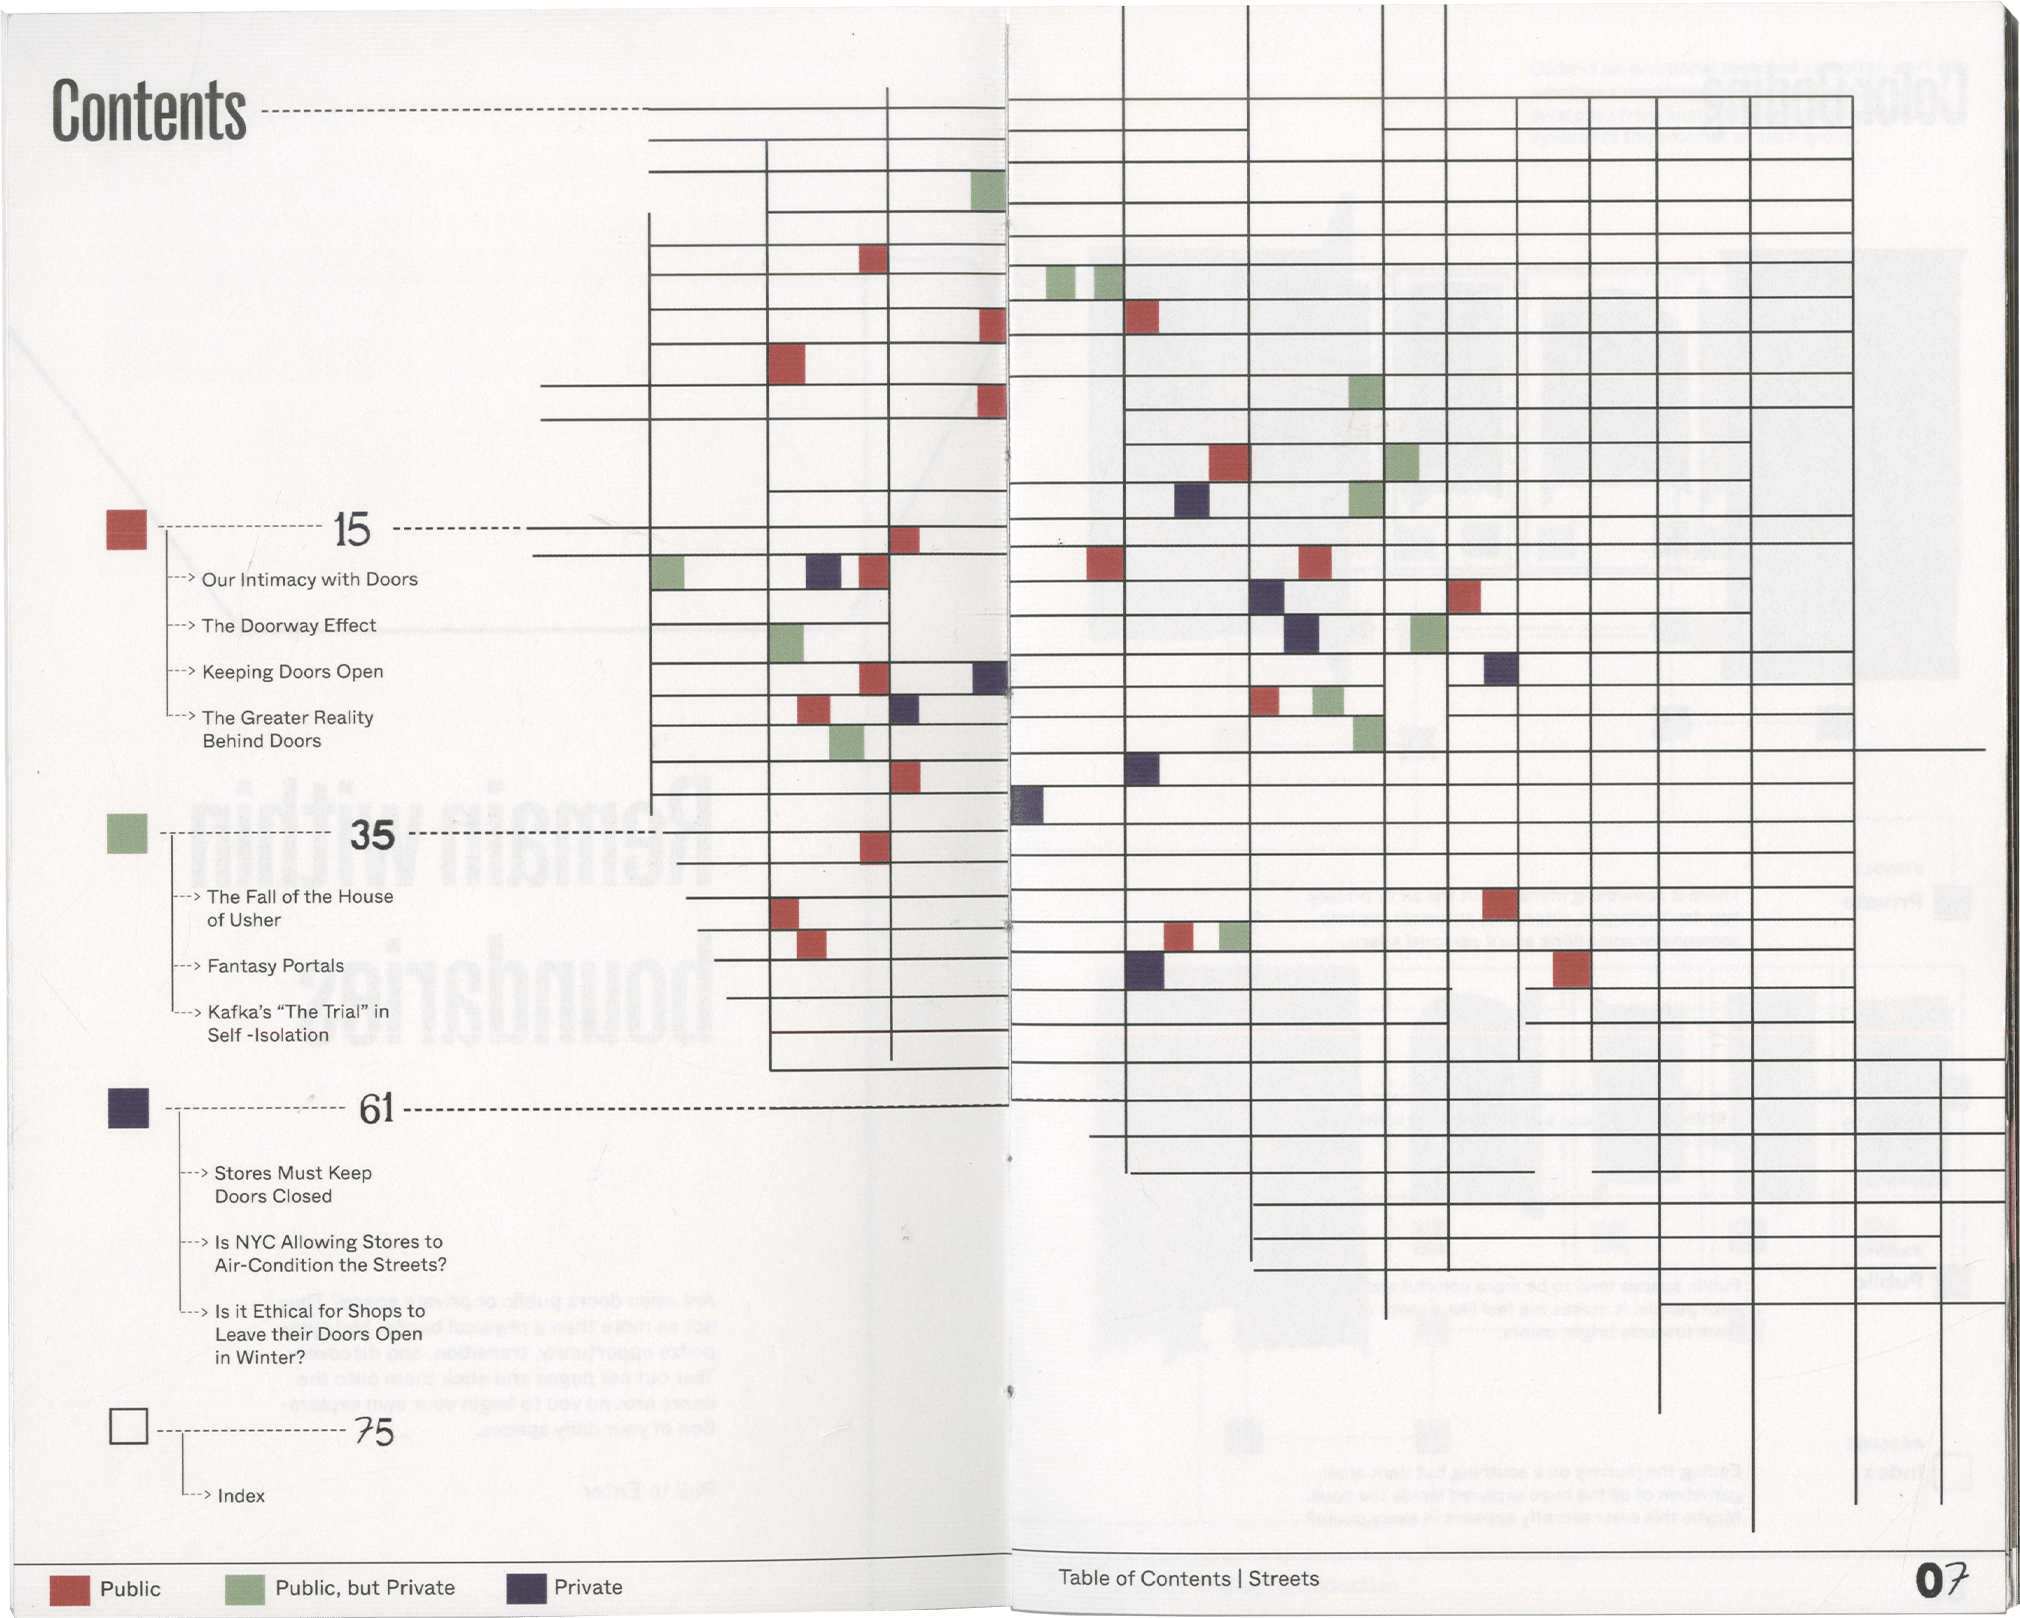 Contents
15
Our Intimacy with Doors
The Doorway Effect
Keeping Doors Open
The Greater Reality
Behind Doors
35
The Fall of the House
of Usher
Fantasy Portals
Kafka's “The Trial” in
Self -Isolation
61
Stores Must Keep
Doors Closed
Is NYC Allowing Stores to
Air-Condition the Streets?
Is it Ethical for Shops to
Leave their Doors Open
in Winter?
75
Index
Public
Public, but Private
Private
Table of Contents | Streets
07